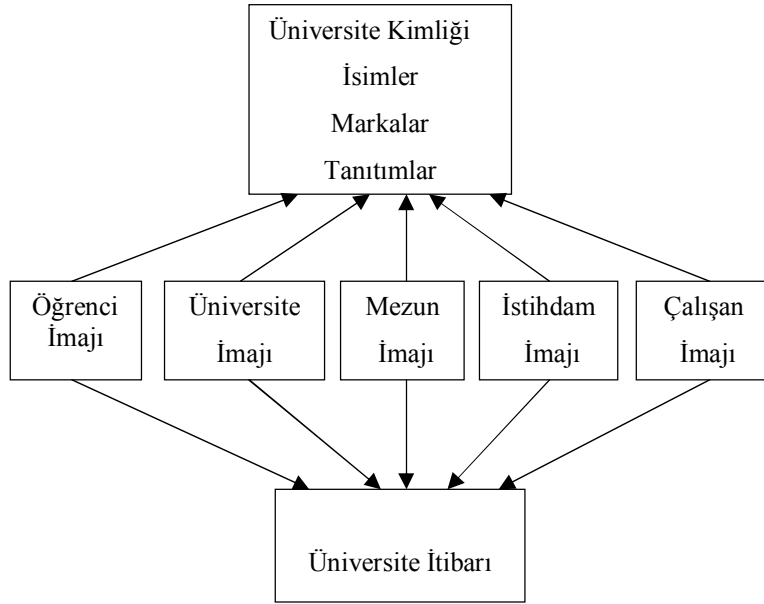 Üniversite Kimliği
İsimler
Markalar
Tanıtımlar
Öğrenci
İmajı
Üniversite
İmajı
Mezun
İmajı
İstihdam
İmajı
Çalışan
İmajı
Üniversite İtibarı